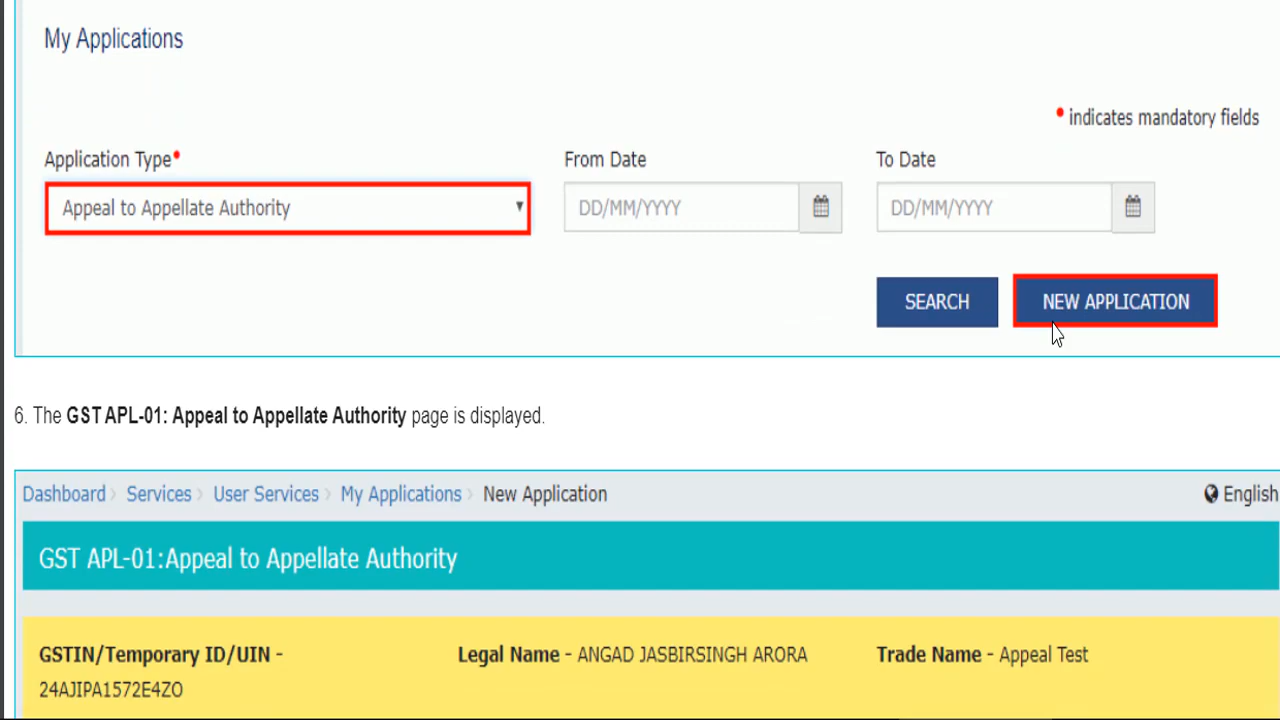 My Applications
* indicates mandatory fields
Application Type* From Date To Date
Appeal to Appellate Authority DD/MM/YYYY DD/MM/YYYY
SEARCH NEW APPLICATION
6. The GST APL-01: Appeal to Appellate Authority page is displayed.
Dashboard > Services > User Services > My Applications > New Application English
GST APL-01:Appeal to Appellate Authority
GSTIN/Temporary ID/UIN - Legal Name - ANGAD JASBIRSINGH ARORA Trade Name - Appeal Test
24AJIPA1572E4ZO